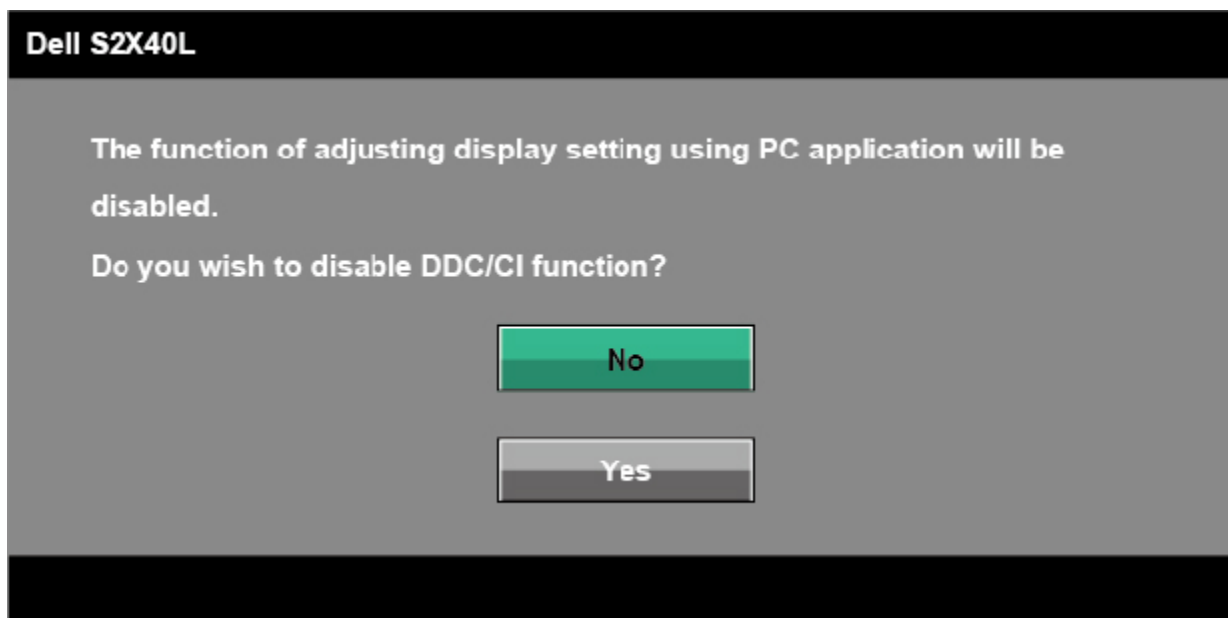 Dell S2X40L
The function of adjusting display setting using PC application will be
disabled.
Do you wish to disable DDC/CI function?
No
Yes